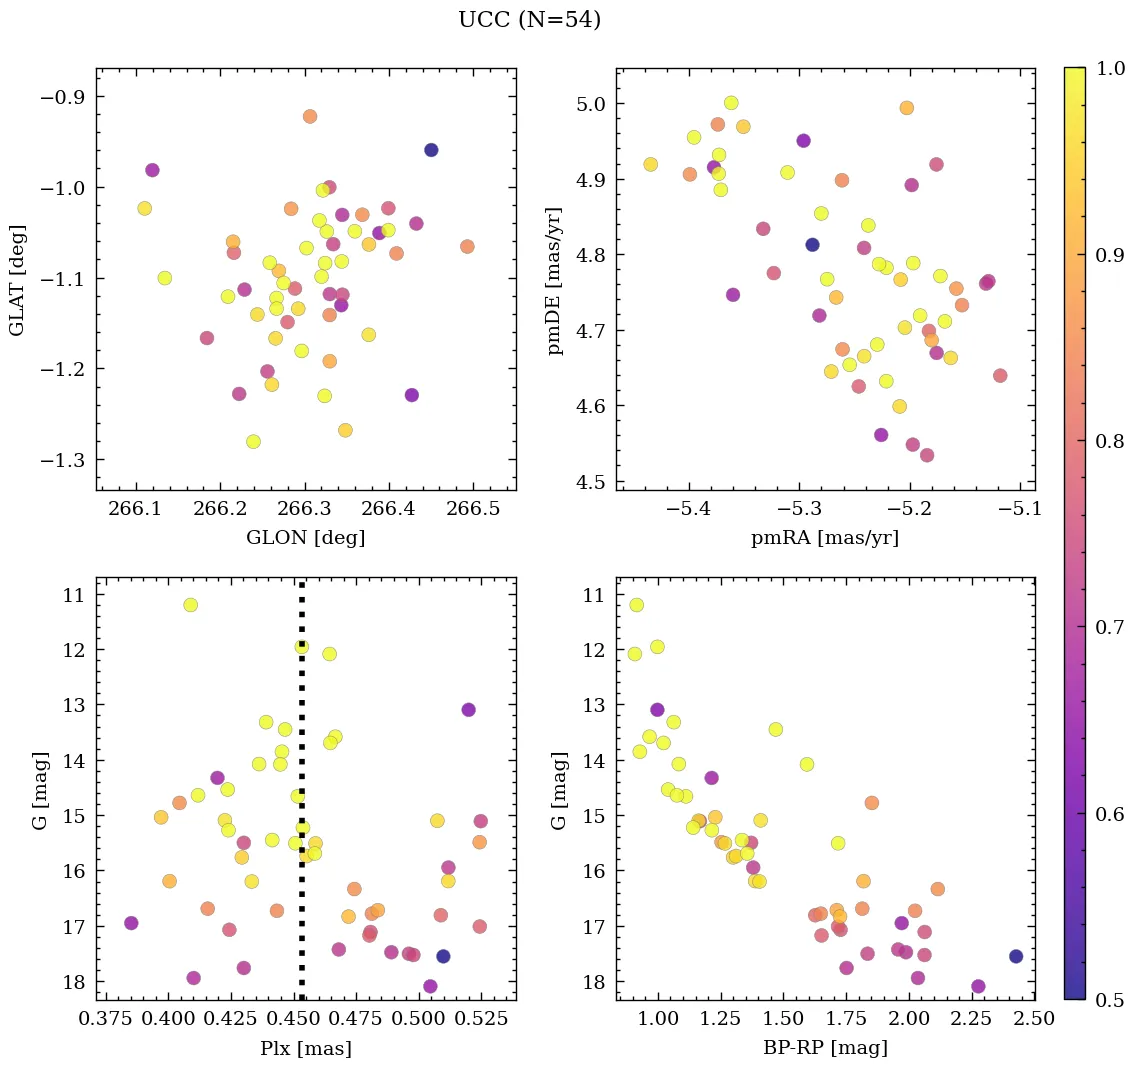 UCC (N=54)
−0.9
−1.0
−1.1
−1.2
−1.3
GLAT [deg]
266.1 266.2 266.3 266.4 266.5
GLON [deg]
5.0
4.9
4.8
4.7
4.6
4.5
pmDE [mas/yr]
−5.4 −5.3 −5.2 −5.1
pmRA [mas/yr]
11
12
13
14
15
16
17
18
G [mag]
0.375 0.400 0.425 0.450 0.475 0.500 0.525
Plx [mas]
11
12
13
14
15
16
17
18
G [mag]
1.00 1.25 1.50 1.75 2.00 2.25 2.50
BP-RP [mag]
1.0
0.9
0.8
0.7
0.6
0.5